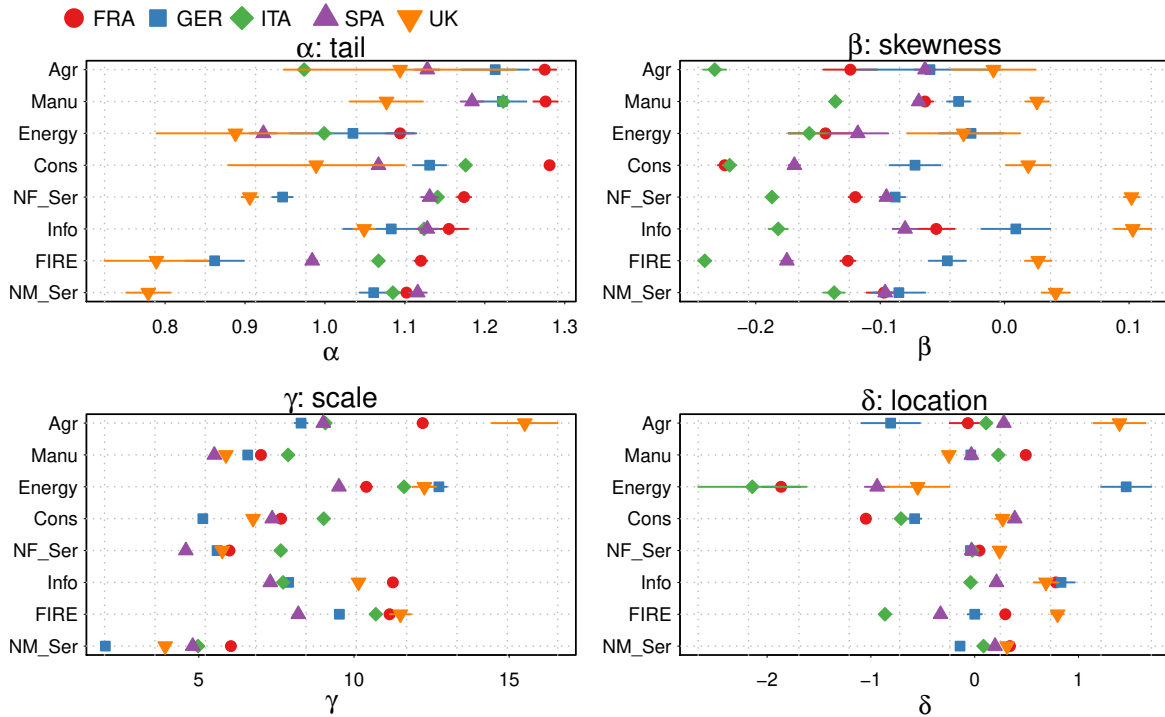 FRA GER ITA SPA UK
α: tail
Agr
Manu
Energy
Cons
NF_Ser
Info
FIRE
NM_Ser
0.8 0.9 1.0 1.1 1.2 1.3
α
β: skewness
Agr
Manu
Energy
Cons
NF_Ser
Info
FIRE
NM_Ser
−0.2 −0.1 0.0 0.1
β
γ: scale
Agr
Manu
Energy
Cons
NF_Ser
Info
FIRE
NM_Ser
5 10 15
γ
δ: location
Agr
Manu
Energy
Cons
NF_Ser
Info
FIRE
NM_Ser
−2 −1 0 1
δ